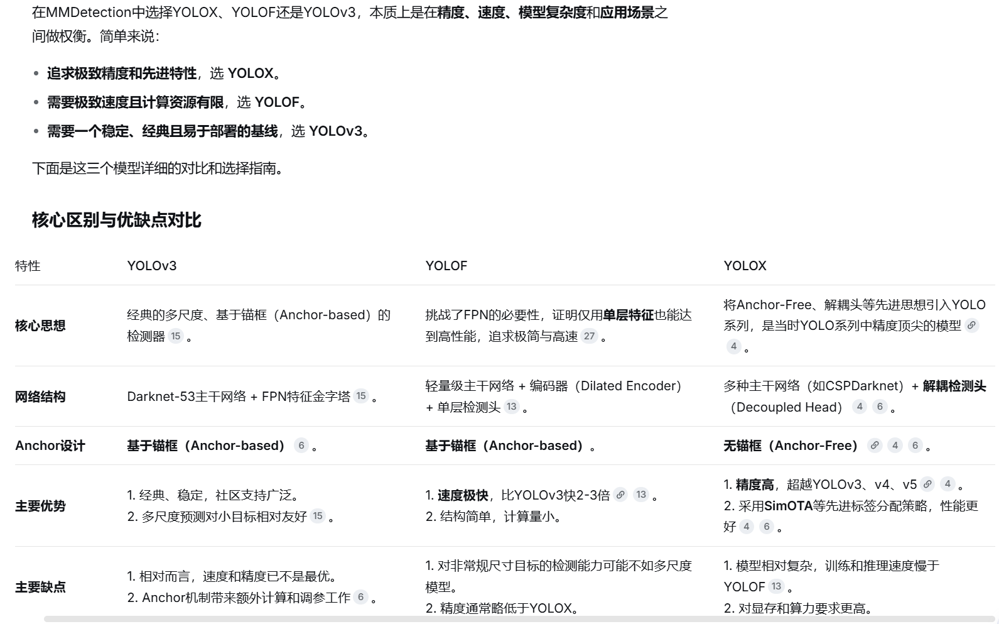 在MMDetection中选择YOLOX、YOLOF还是YOLOv3，本质上是在精度、速度、模型复杂度和应用场景之
间做权衡。简单来说：
• 追求极致精度和先进特性，选 YOLOX。
• 需要极致速度且计算资源有限，选 YOLOF。
• 需要一个稳定、经典且易于部署的基线，选 YOLOv3。
下面是这三个模型详细的对比和选择指南。
核心区别与优缺点对比
特性
YOLOv3
YOLOF
YOLOX
核心思想
经典的多尺度、基于锚框（Anchor-based）的
检测器 15 。
挑战了FPN的必要性，证明仅用单层特征也能达
到高性能，追求极简与高速 27 。
将Anchor-Free、解耦头等先进思想引入YOLO
系列，是当时YOLO系列中精度顶尖的模型
4 。
网络结构
Darknet-53主干网络 + FPN特征金字塔 15 。
轻量级主干网络 + 编码器（Dilated Encoder）
+ 单层检测头 13 。
多种主干网络（如CSPDarknet）+ 解耦检测头
（Decoupled Head） 4 6 。
Anchor设计
基于锚框（Anchor-based） 6 。
基于锚框（Anchor-based）。
无锚框（Anchor-Free） 4 6 。
主要优势
1. 经典、稳定，社区支持广泛。
2. 多尺度预测对小目标相对友好 15 。
1. 速度极快，比YOLOv3快2-3倍 13 。
2. 结构简单，计算量小。
1. 精度高，超越YOLOv3、v4、v5 4 。
2. 采用SimOTA等先进标签分配策略，性能更
好 4 6 。
主要缺点
1. 相对而言，速度和精度已不是最优。
2. Anchor机制带来额外计算和调参工作 6 。
1. 对非常规尺寸目标的检测能力可能不如多尺度
模型。
2. 精度通常略低于YOLOX。
1. 模型相对复杂，训练和推理速度慢于
YOLOF 13 。
2. 对显存和算力要求更高。